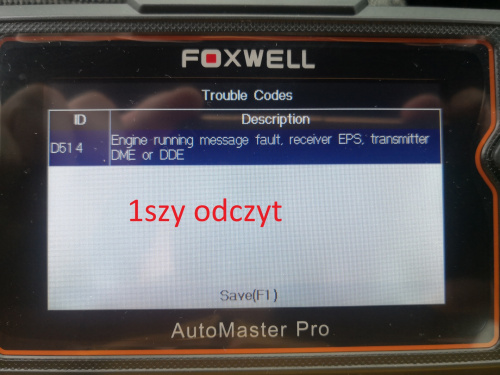 FOXWELL
Trouble Codes
ID Description
D514 Engine running message fault, receiver EPS, transmitter
DME or DDE
1szy odczyt
Save(F1)
AutoMaster Pro